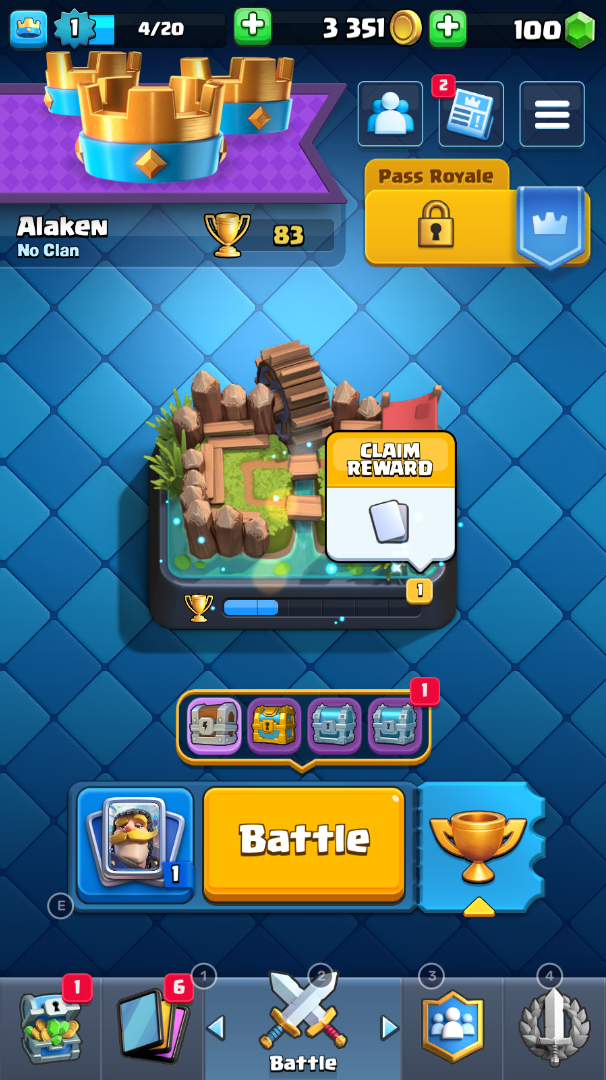 1
4/20
3 351
100
2
Pass Royale
Alaken
No Clan
83
CLAIM
REWARD
1
1
Battle
1
E
1
6
1
2
3
4
Battle